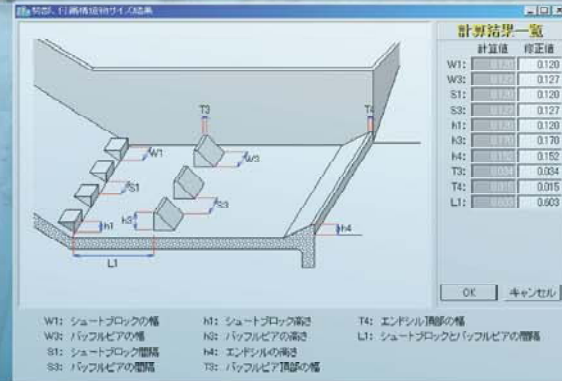 計算結果一覧
計算値 修正値
W1: 0.120
W3: 0.127
S1: 0.120
S3: 0.127
h1: 0.120
h3: 0.170
h4: 0.152
T3: 0.034
T4: 0.015
L1: 0.603
T3
T4
W1
W3
S1
S3
h1
h3
h4
L1
OK キャンセル
W1: シュートブロックの幅
W3: バッフルピアの幅
S1: シュートブロック間隔
S3: バッフルピアの間隔
h1: シュートブロック高さ
h3: バッフルピアの高さ
h4: エンドシルの高さ
T3: バッフルピア頂部の幅
T4: エンドシル頂部の幅
L1: シュートブロックとバッフルピアの間隔